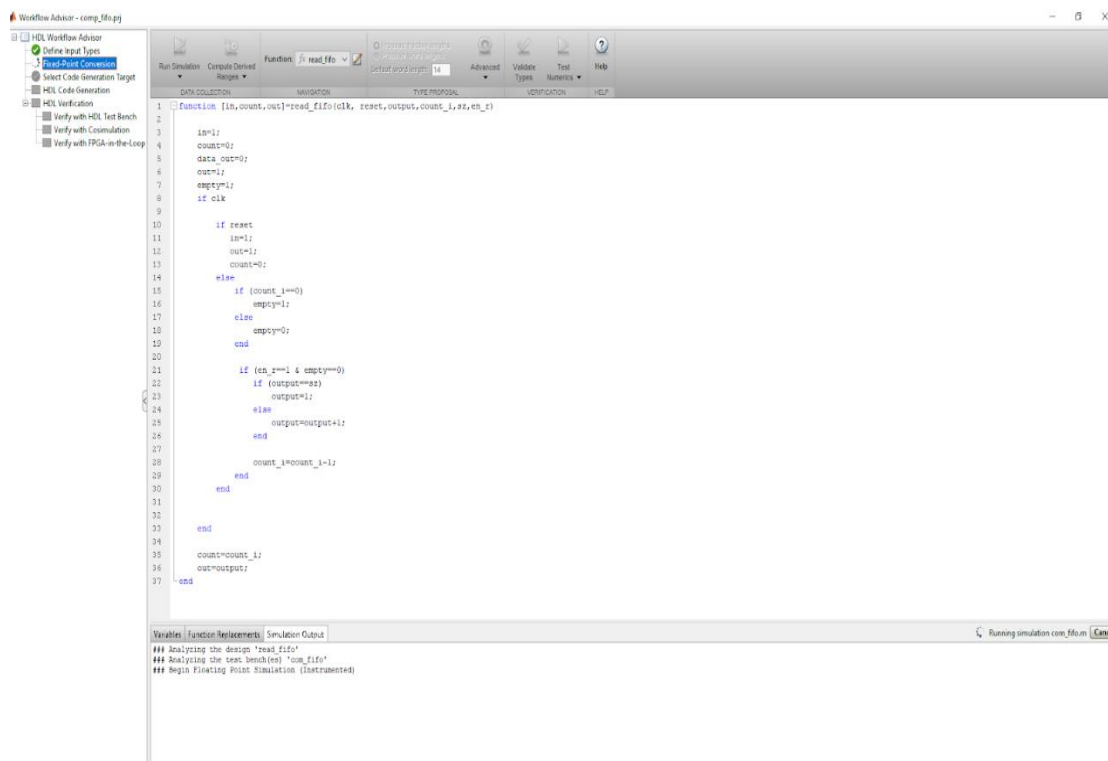 Workflow Advisor - comp_fifo.prj
HDL Workflow Advisor
Define Input Types
Fixed-Point Conversion
Select Code Generation Target
HDL Code Generation
HDL Verification
Verify with HDL Test Bench
Verify with Cosimulation
Verify with FPGA-in-the-Loop
Run Simulation
Compute Derived Ranges
Function: fx read_fifo
Default word length: 14
Advanced
Validate Types
Test Numerics
Help
DATA COLLECTION NAVIGATION TYPE PROPOSAL VERIFICATION HELP
1 function [in,count,out]=read_fifo(clk, reset,output,count_i,sz,en_r)
2
3 in=1;
4 count=0;
5 data_out=0;
6 out=1;
7 empty=1;
8 if clk
9
10 if reset
11 in=1;
12 out=1;
13 count=0;
14 else
15 if (count_i==0)
16 empty=1;
17 else
18 empty=0;
19 end
20
21 if (en_r==1 & empty==0)
22 if (output==sz)
23 output=1;
24 else
25 output=output+1;
26 end
27
28 count_i=count_i-1;
29 end
30 end
31
32
33 end
34
35 count=count_i;
36 out=output;
37 end
Variables Function Replacements Simulation Output
Running simulation com_fifo.m Canc
### Analyzing the design 'read_fifo'
### Analyzing the test bench(es) 'com_fifo'
### Begin Floating Point Simulation (Instrumented)